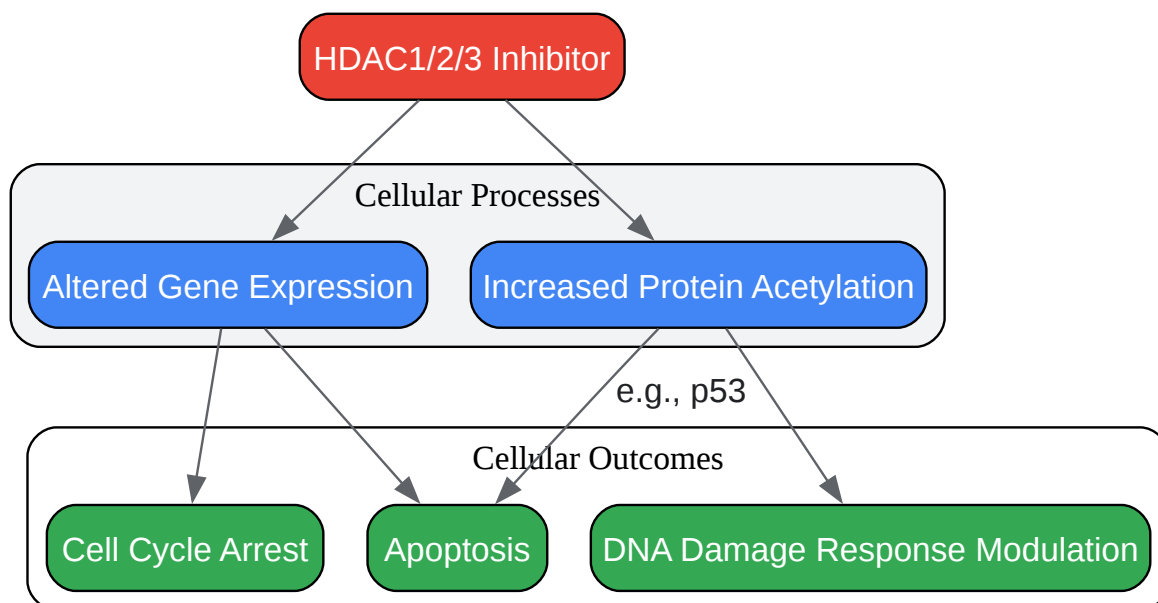 HDAC1/2/3 Inhibitor
Cellular Processes
Altered Gene Expression
Increased Protein Acetylation
e.g., p53
Cellular Outcomes
Cell Cycle Arrest
Apoptosis
DNA Damage Response Modulation